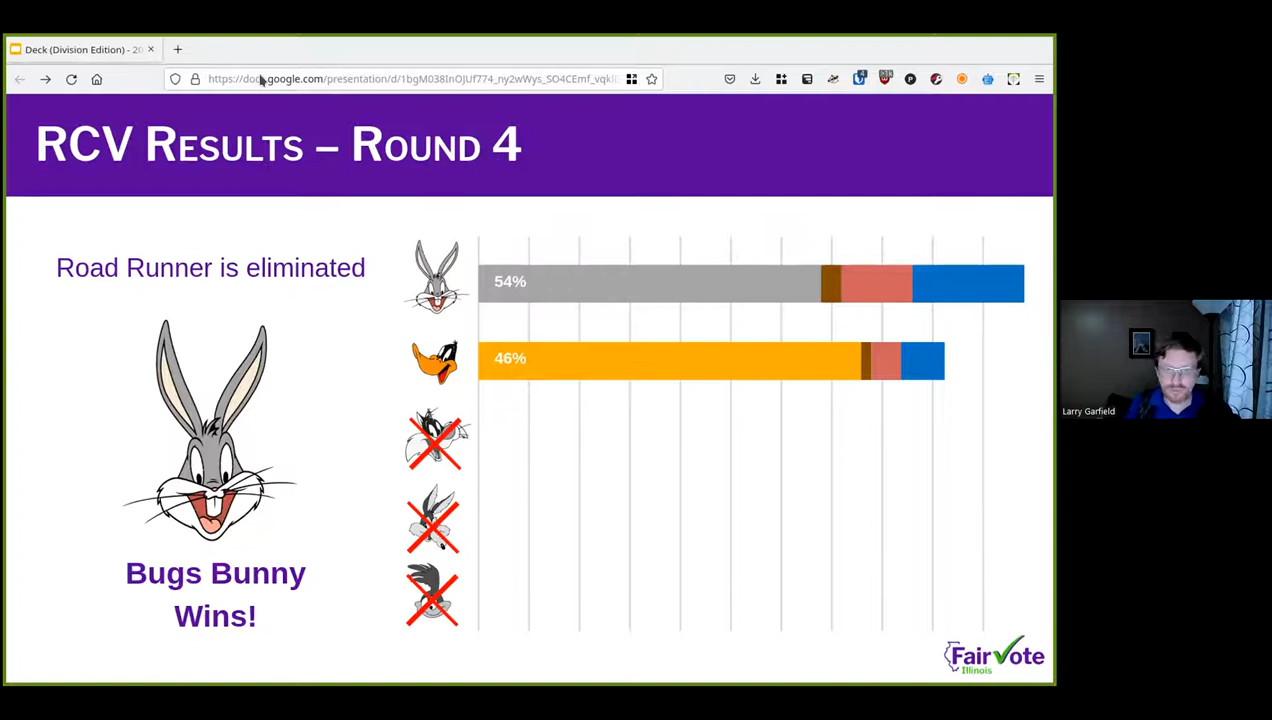 Deck (Division Edition) - 20
https://docs.google.com/presentation/d/1bgM038InOJUf774_ny2wWys_SO4CEmf_vqkl
RCV RESULTS – ROUND 4
Road Runner is eliminated
54%
46%
Bugs Bunny
Wins!
FairVote
Illinois
Larry Garfield